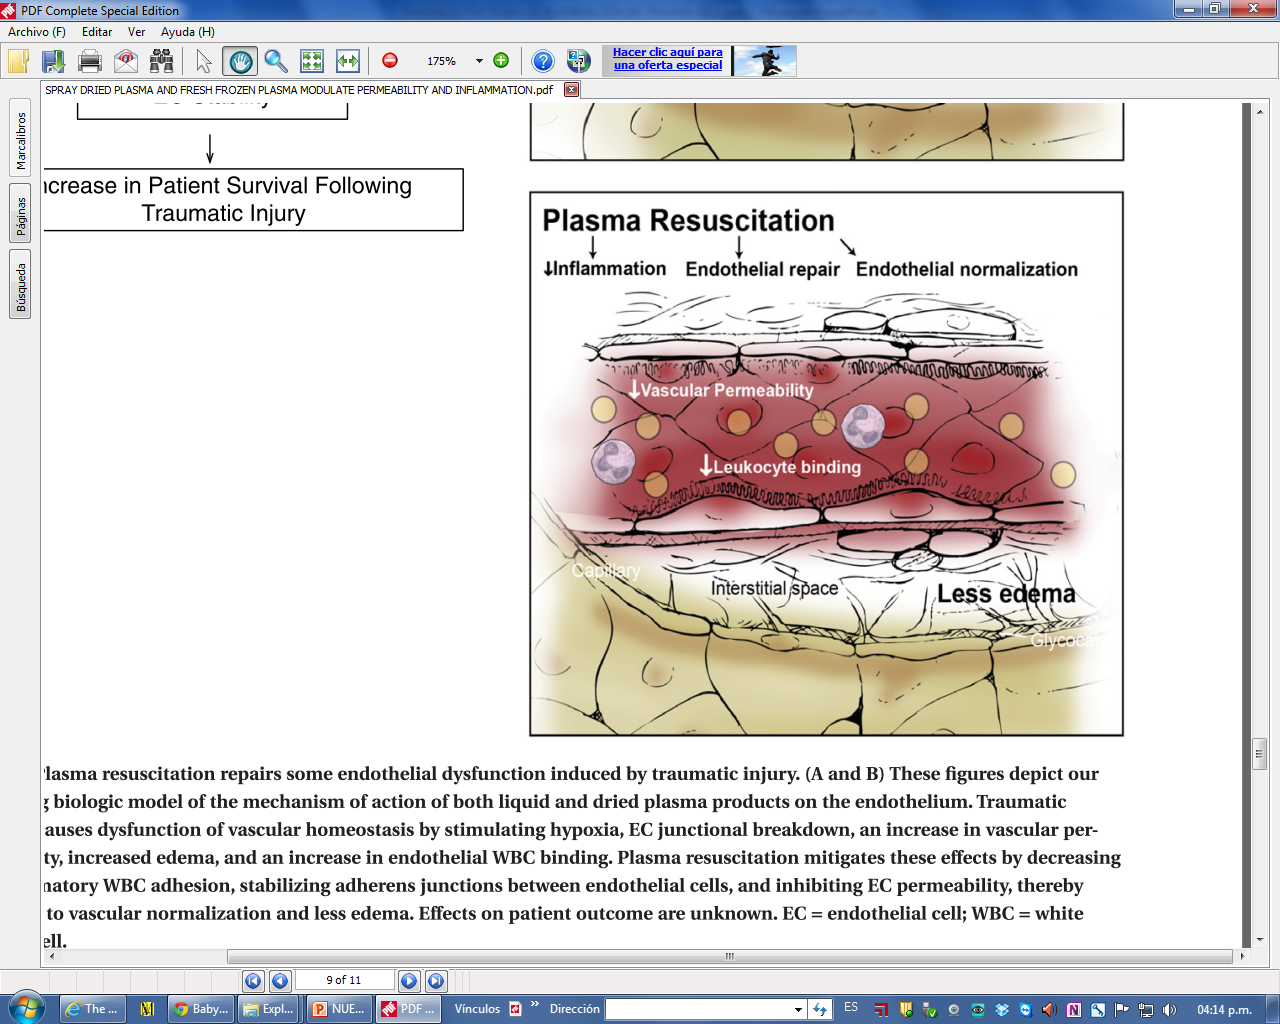 PDF Complete Special Edition
Archivo (F) Editar Ver Ayuda (H)
175%
Hacer clic aquí para
una oferta especial
SPRAY DRIED PLASMA AND FRESH FROZEN PLASMA MODULATE PERMEABILITY AND INFLAMMATION.pdf
Marcalibros
Páginas
Búsqueda
ncrease in Patient Survival Following
Traumatic Injury
Plasma Resuscitation
↓Inflammation Endothelial repair Endothelial normalization
↓Vascular Permeability
↓Leukocyte binding
Capillary
Interstitial space
Less edema
Glycocal
lasma resuscitation repairs some endothelial dysfunction induced by traumatic injury. (A and B) These figures depict our
g biologic model of the mechanism of action of both liquid and dried plasma products on the endothelium. Traumatic
auses dysfunction of vascular homeostasis by stimulating hypoxia, EC junctional breakdown, an increase in vascular per-
ty, increased edema, and an increase in endothelial WBC binding. Plasma resuscitation mitigates these effects by decreasing
natory WBC adhesion, stabilizing adherens junctions between endothelial cells, and inhibiting EC permeability, thereby
to vascular normalization and less edema. Effects on patient outcome are unknown. EC = endothelial cell; WBC = white
ell.
9 of 11
The ... Baby... Expl... NUE... PDF ... Vínculos » Dirección ES 04:14 p.m.